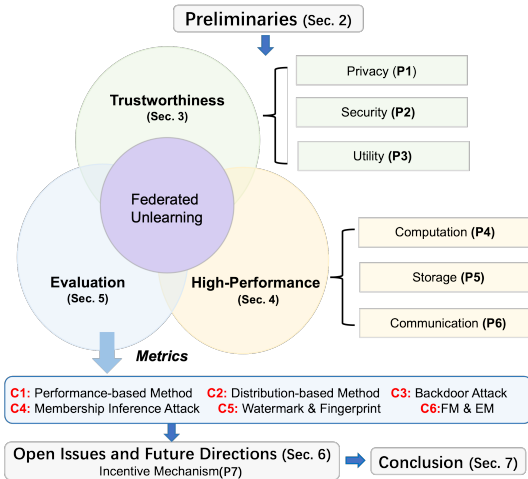 Preliminaries (Sec. 2)
Trustworthiness
(Sec. 3)
Privacy (P1)
Security (P2)
Utility (P3)
Federated
Unlearning
Evaluation
(Sec. 5)
High-Performance
(Sec. 4)
Computation (P4)
Storage (P5)
Communication (P6)
Metrics
C1: Performance-based Method C2: Distribution-based Method C3: Backdoor Attack
C4: Membership Inference Attack C5: Watermark & Fingerprint C6:FM & EM
Open Issues and Future Directions (Sec. 6)
Incentive Mechanism(P7)
Conclusion (Sec. 7)